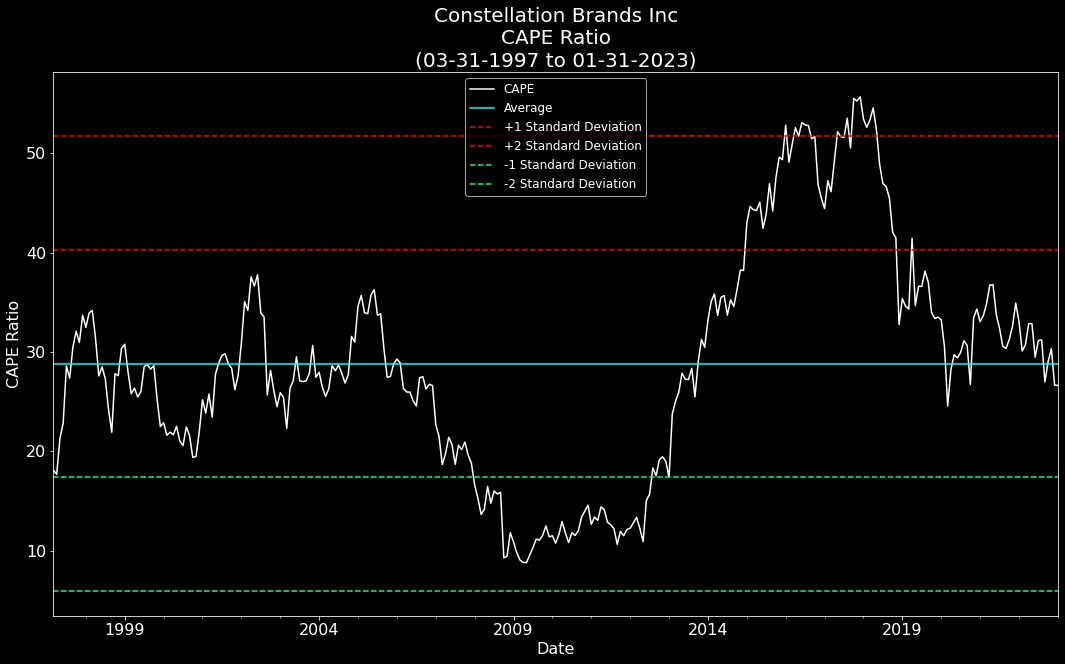 Constellation Brands Inc
CAPE Ratio
(03-31-1997 to 01-31-2023)
CAPE
Average
+1 Standard Deviation
+2 Standard Deviation
-1 Standard Deviation
-2 Standard Deviation
CAPE Ratio
50
40
30
20
10
1999
2004
2009
2014
2019
Date